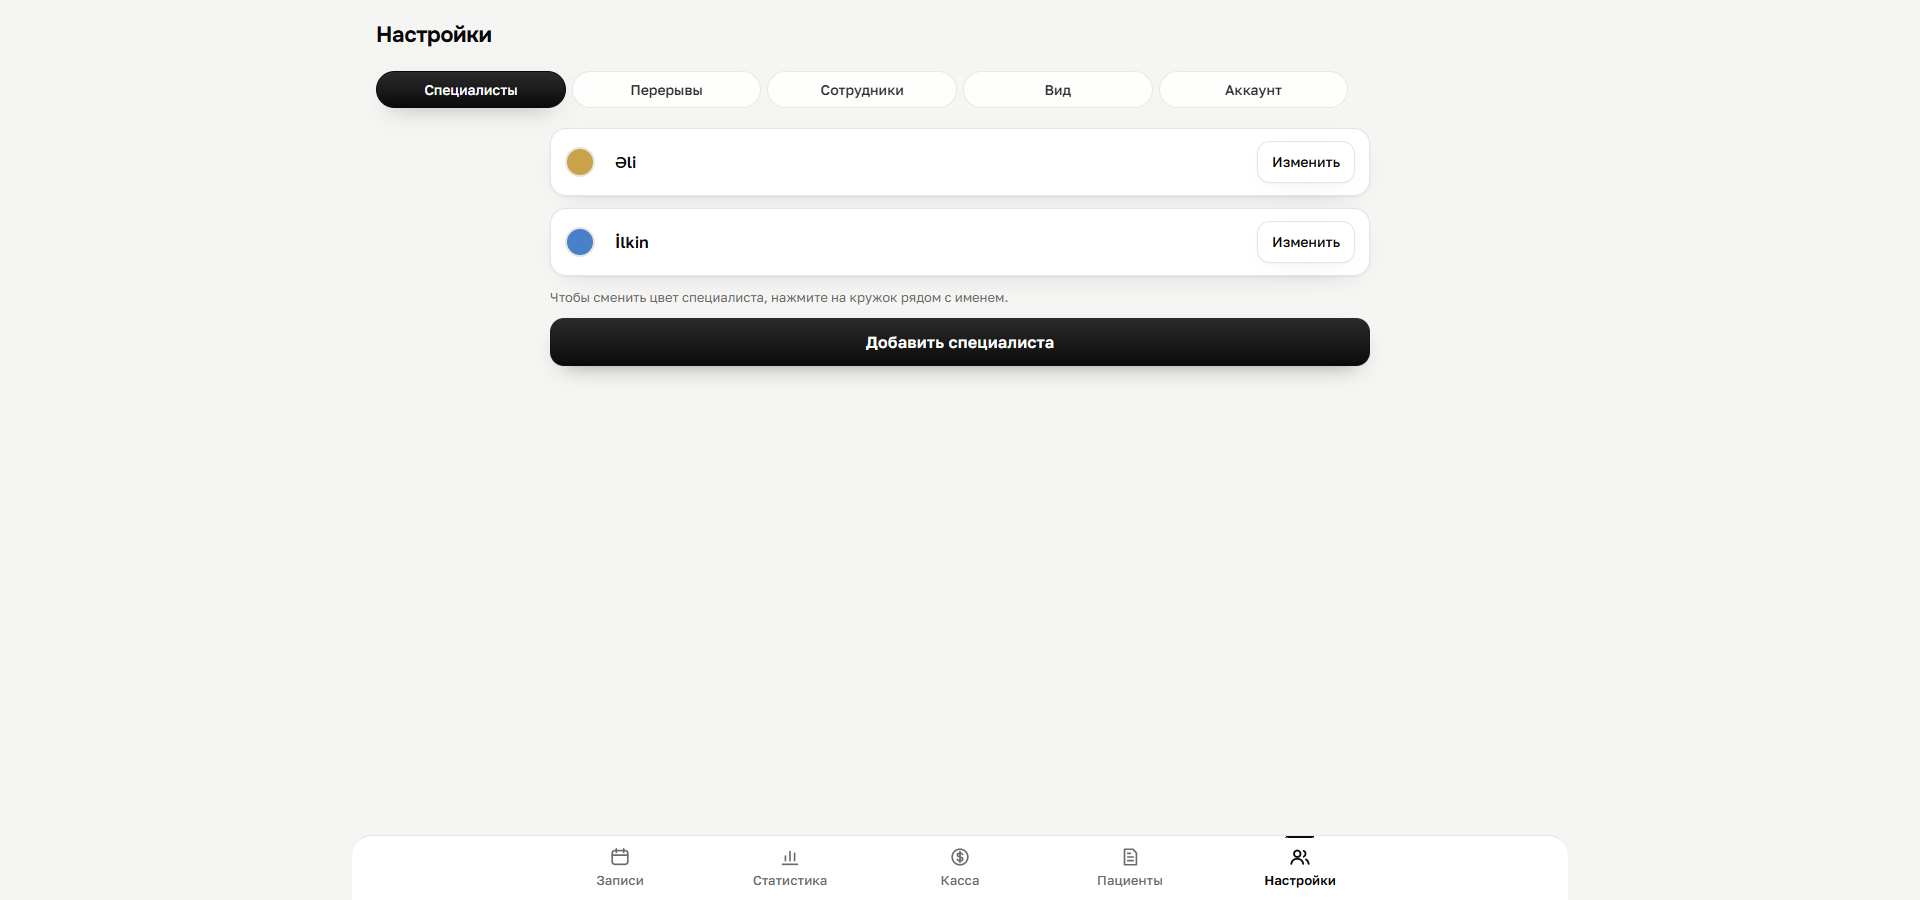 Настройки
Специалисты
Перерывы
Сотрудники
Вид
Аккаунт
Əli
Изменить
İlkin
Изменить
Чтобы сменить цвет специалиста, нажмите на кружок рядом с именем.
Добавить специалиста
Записи
Статистика
Касса
Пациенты
Настройки